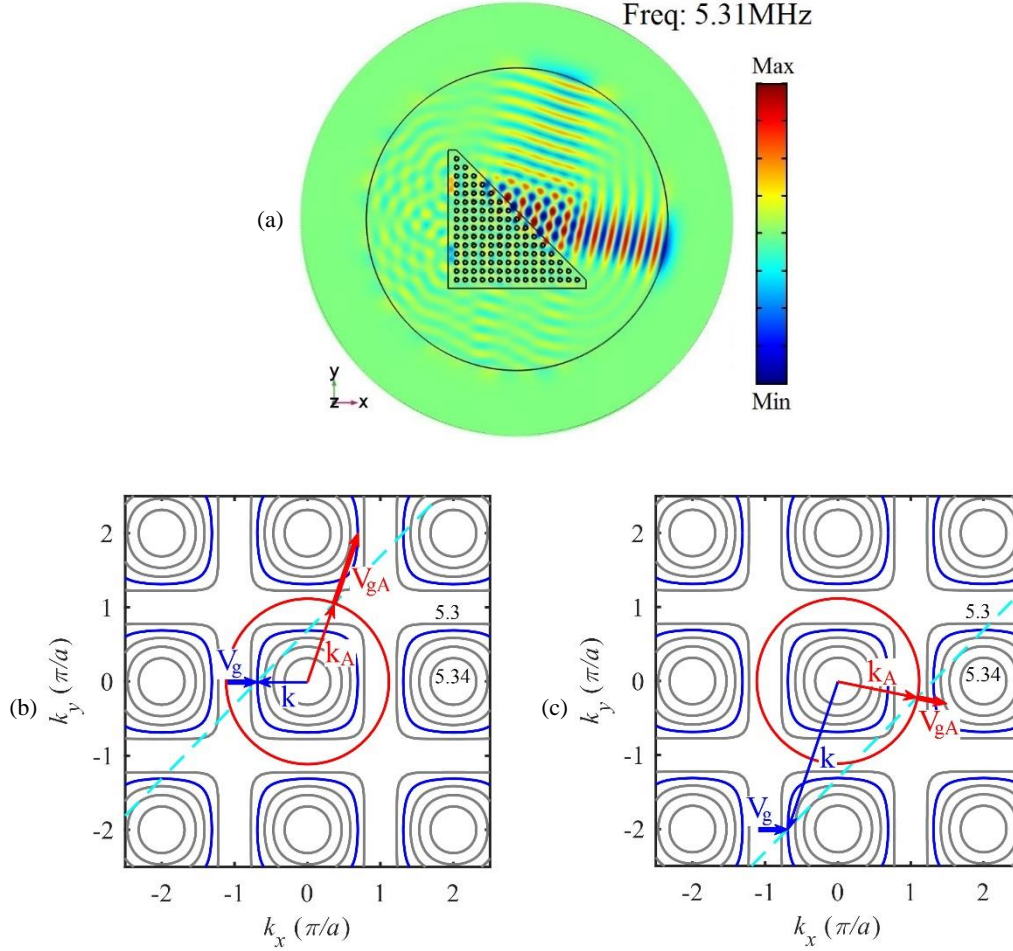 Freq: 5.31MHz
Max
Min
(a)
y
z x
(b)
k_y (π/a)
2
1
0
-1
-2
V_gA
k_A
V_g
k
5.3
5.34
-2 -1 0 1 2
k_x (π/a)
(c)
k_y (π/a)
2
1
0
-1
-2
5.3
5.34
k_A
V_gA
k
V_g
-2 -1 0 1 2
k_x (π/a)